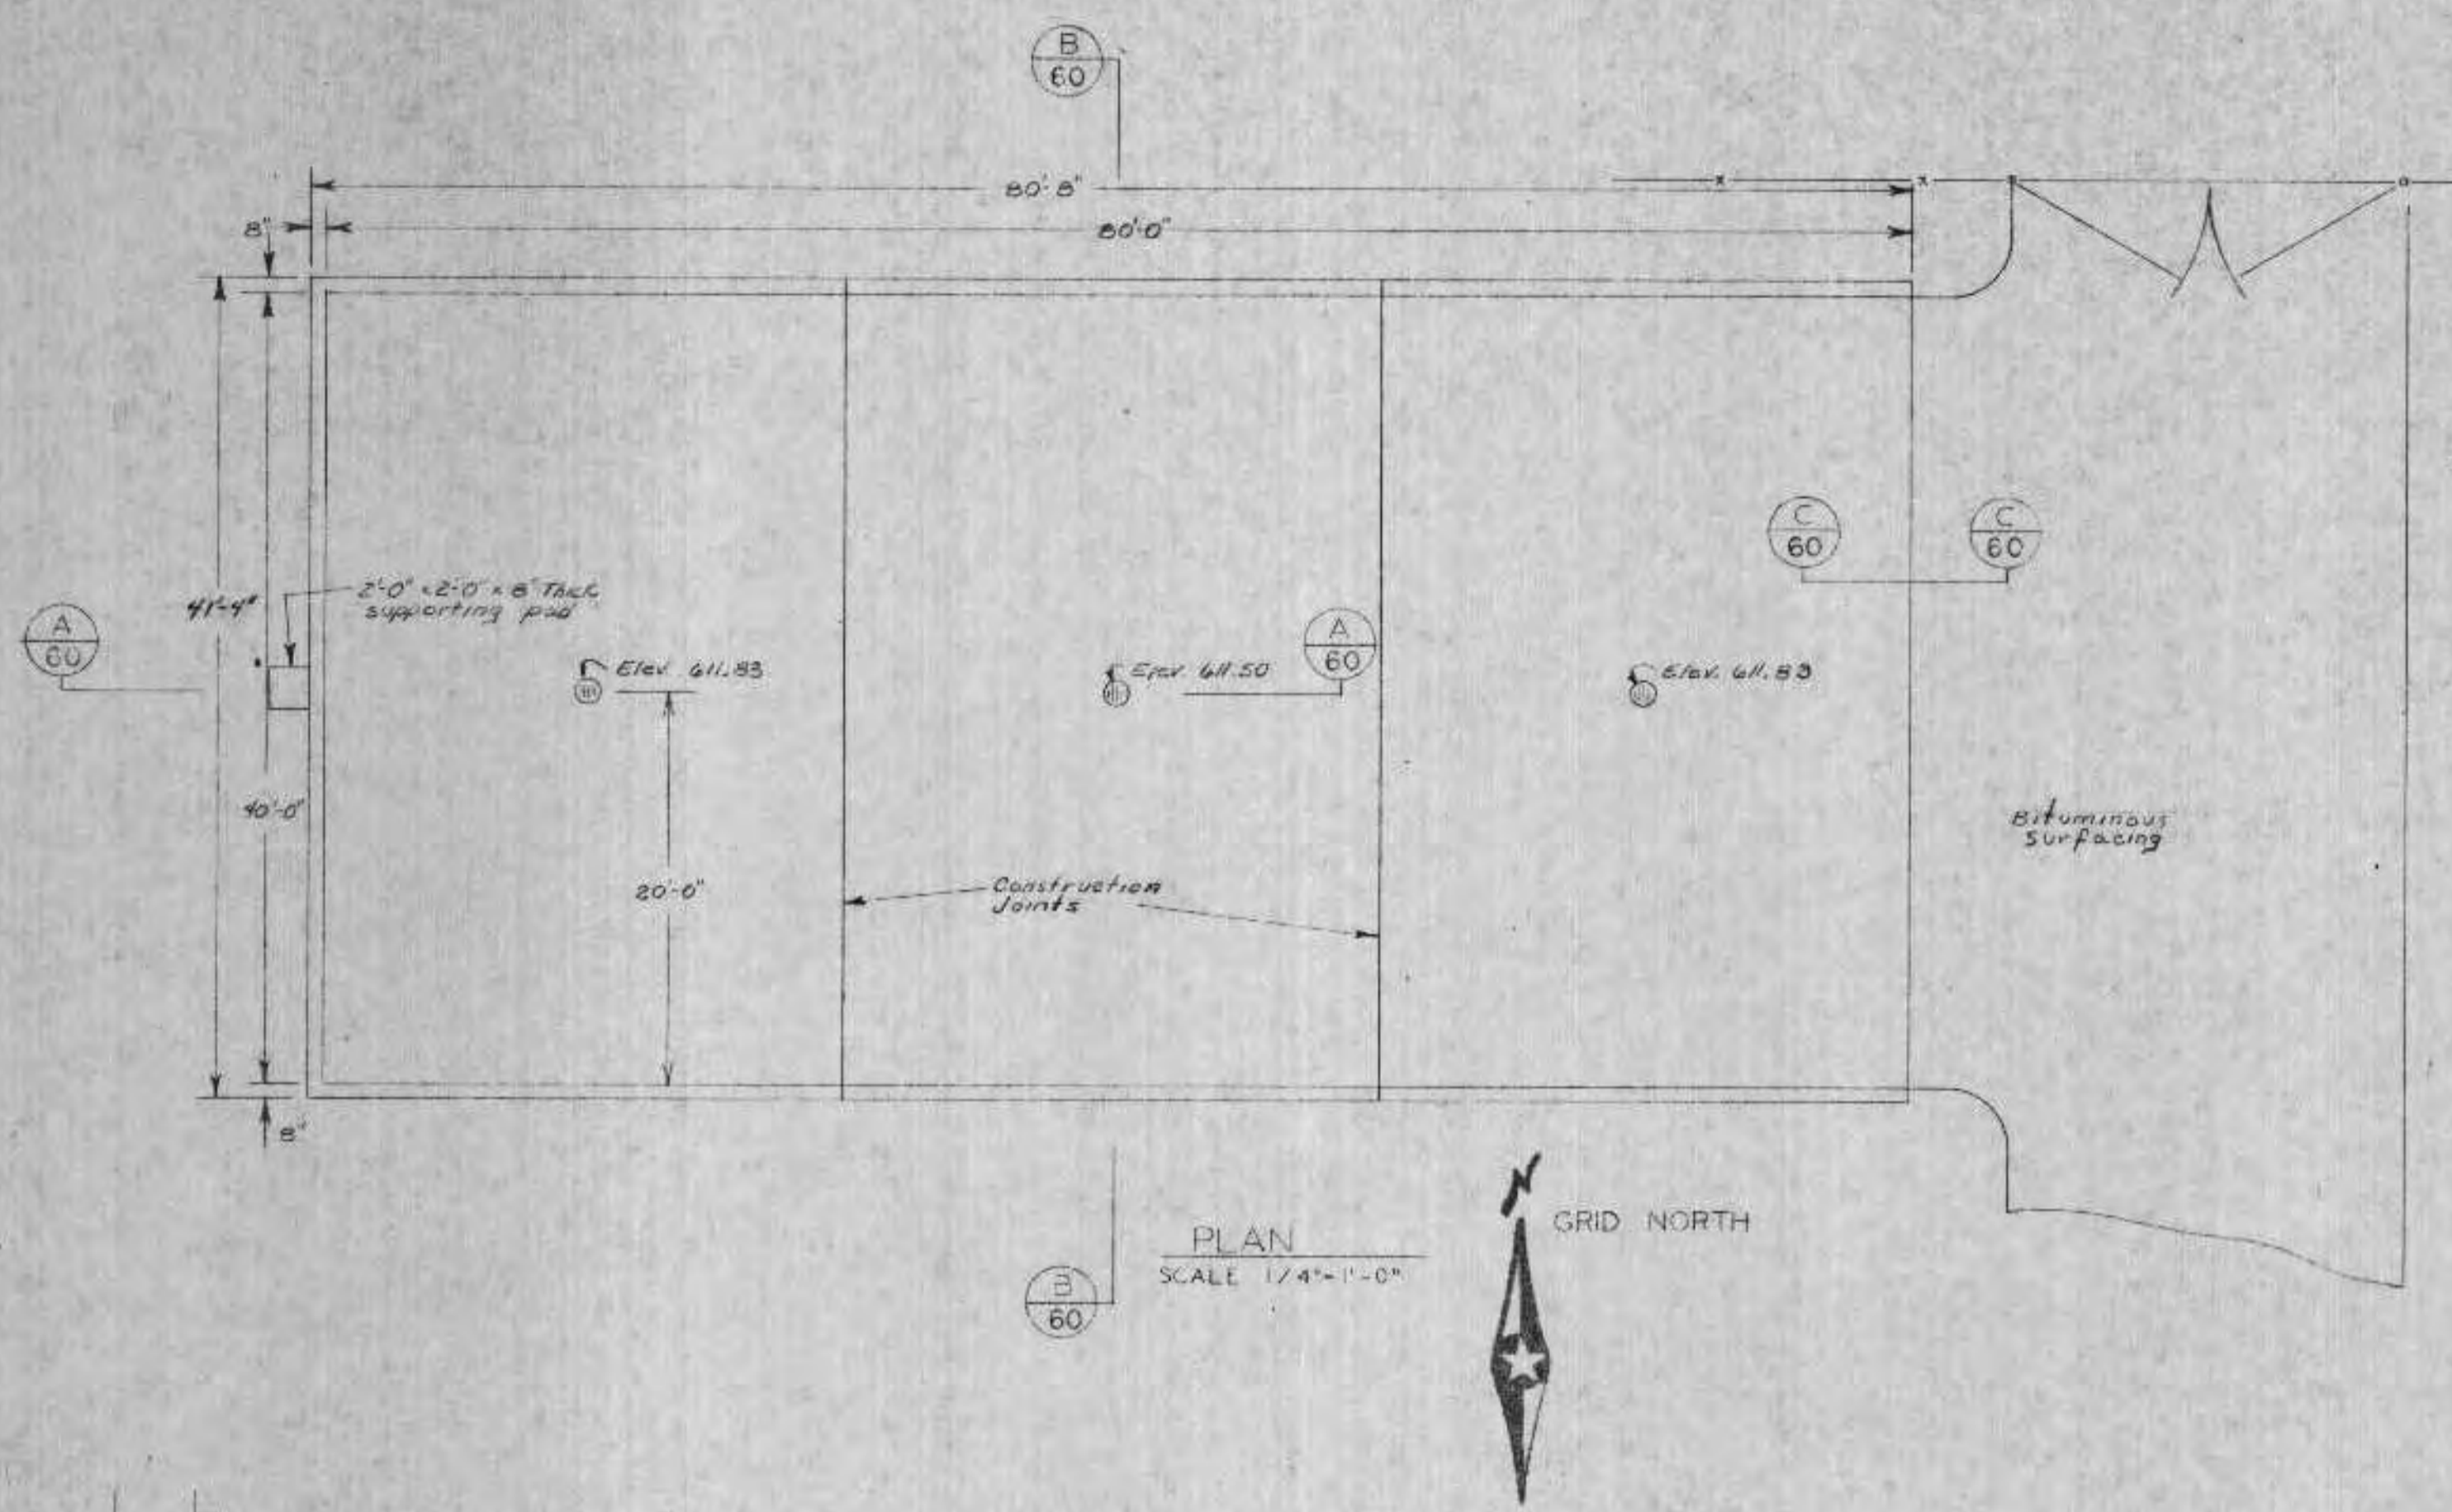 B
60
80'-8"
80'-0"
8"
C
60
C
60
2'-0" x 2'-0" x 8" Thick
supporting pad
41'-4"
A
60
A
60
Elev. 611.83
Elev. 611.50
Elev. 611.83
40'-0"
Bituminous
Surfacing
20'-0"
Construction
Joints
8"
N
GRID NORTH
PLAN
SCALE 1/4"=1'-0"
B
60